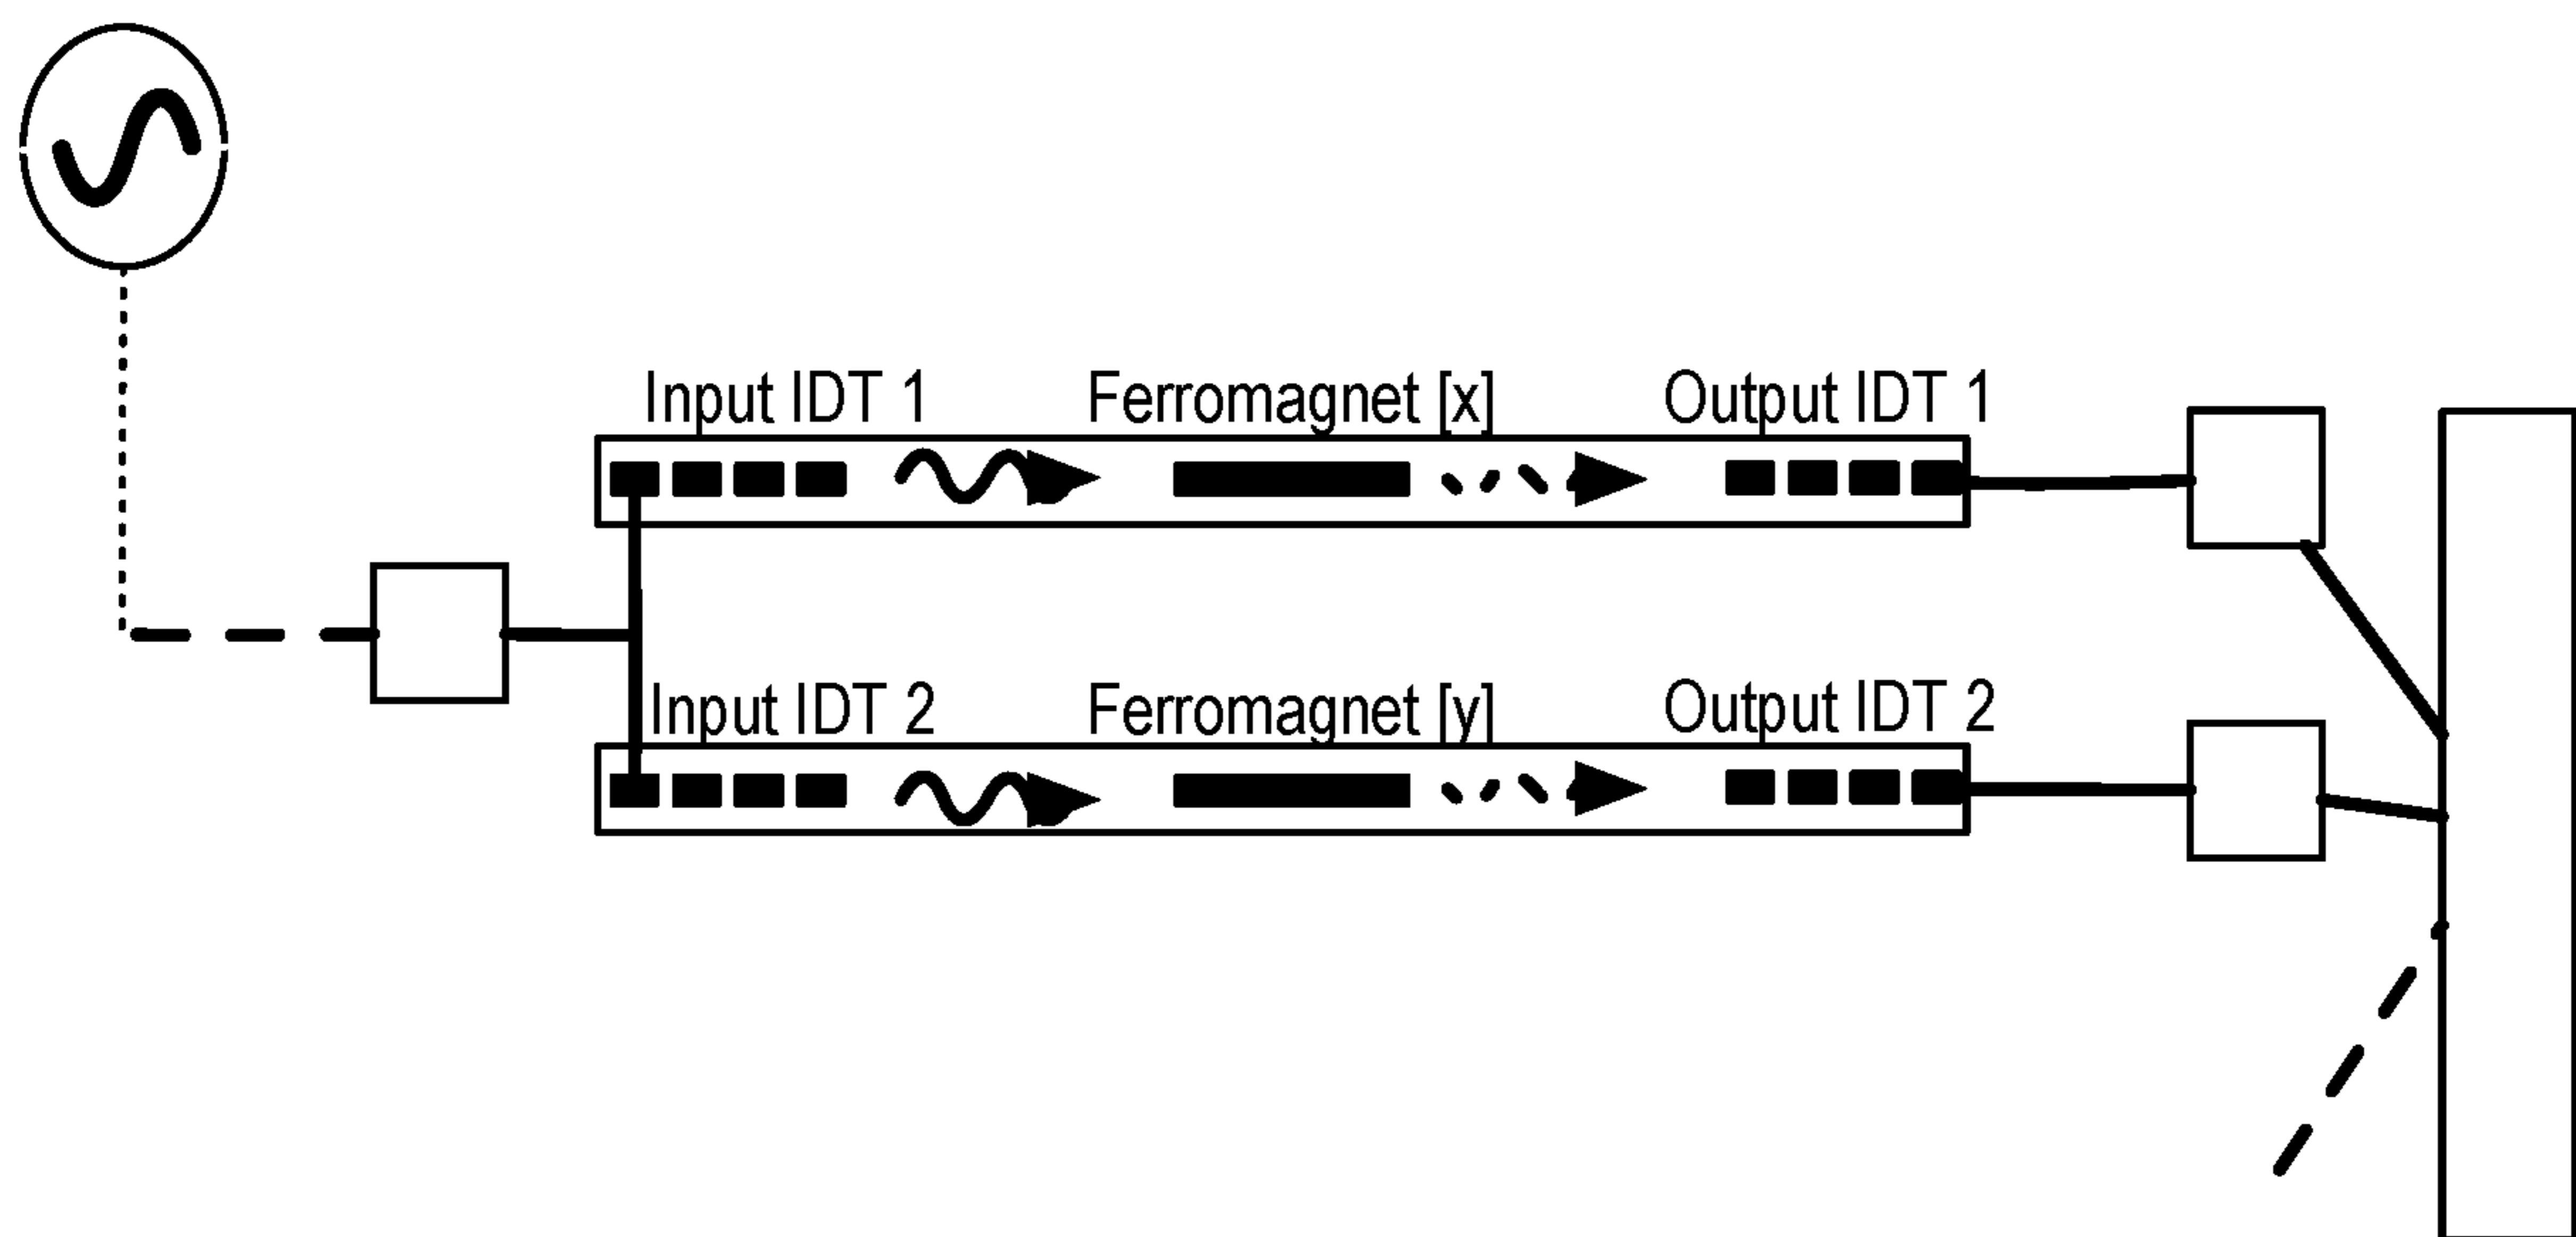 Input IDT 1 Ferromagnet [x] Output IDT 1
Input IDT 2 Ferromagnet [y] Output IDT 2